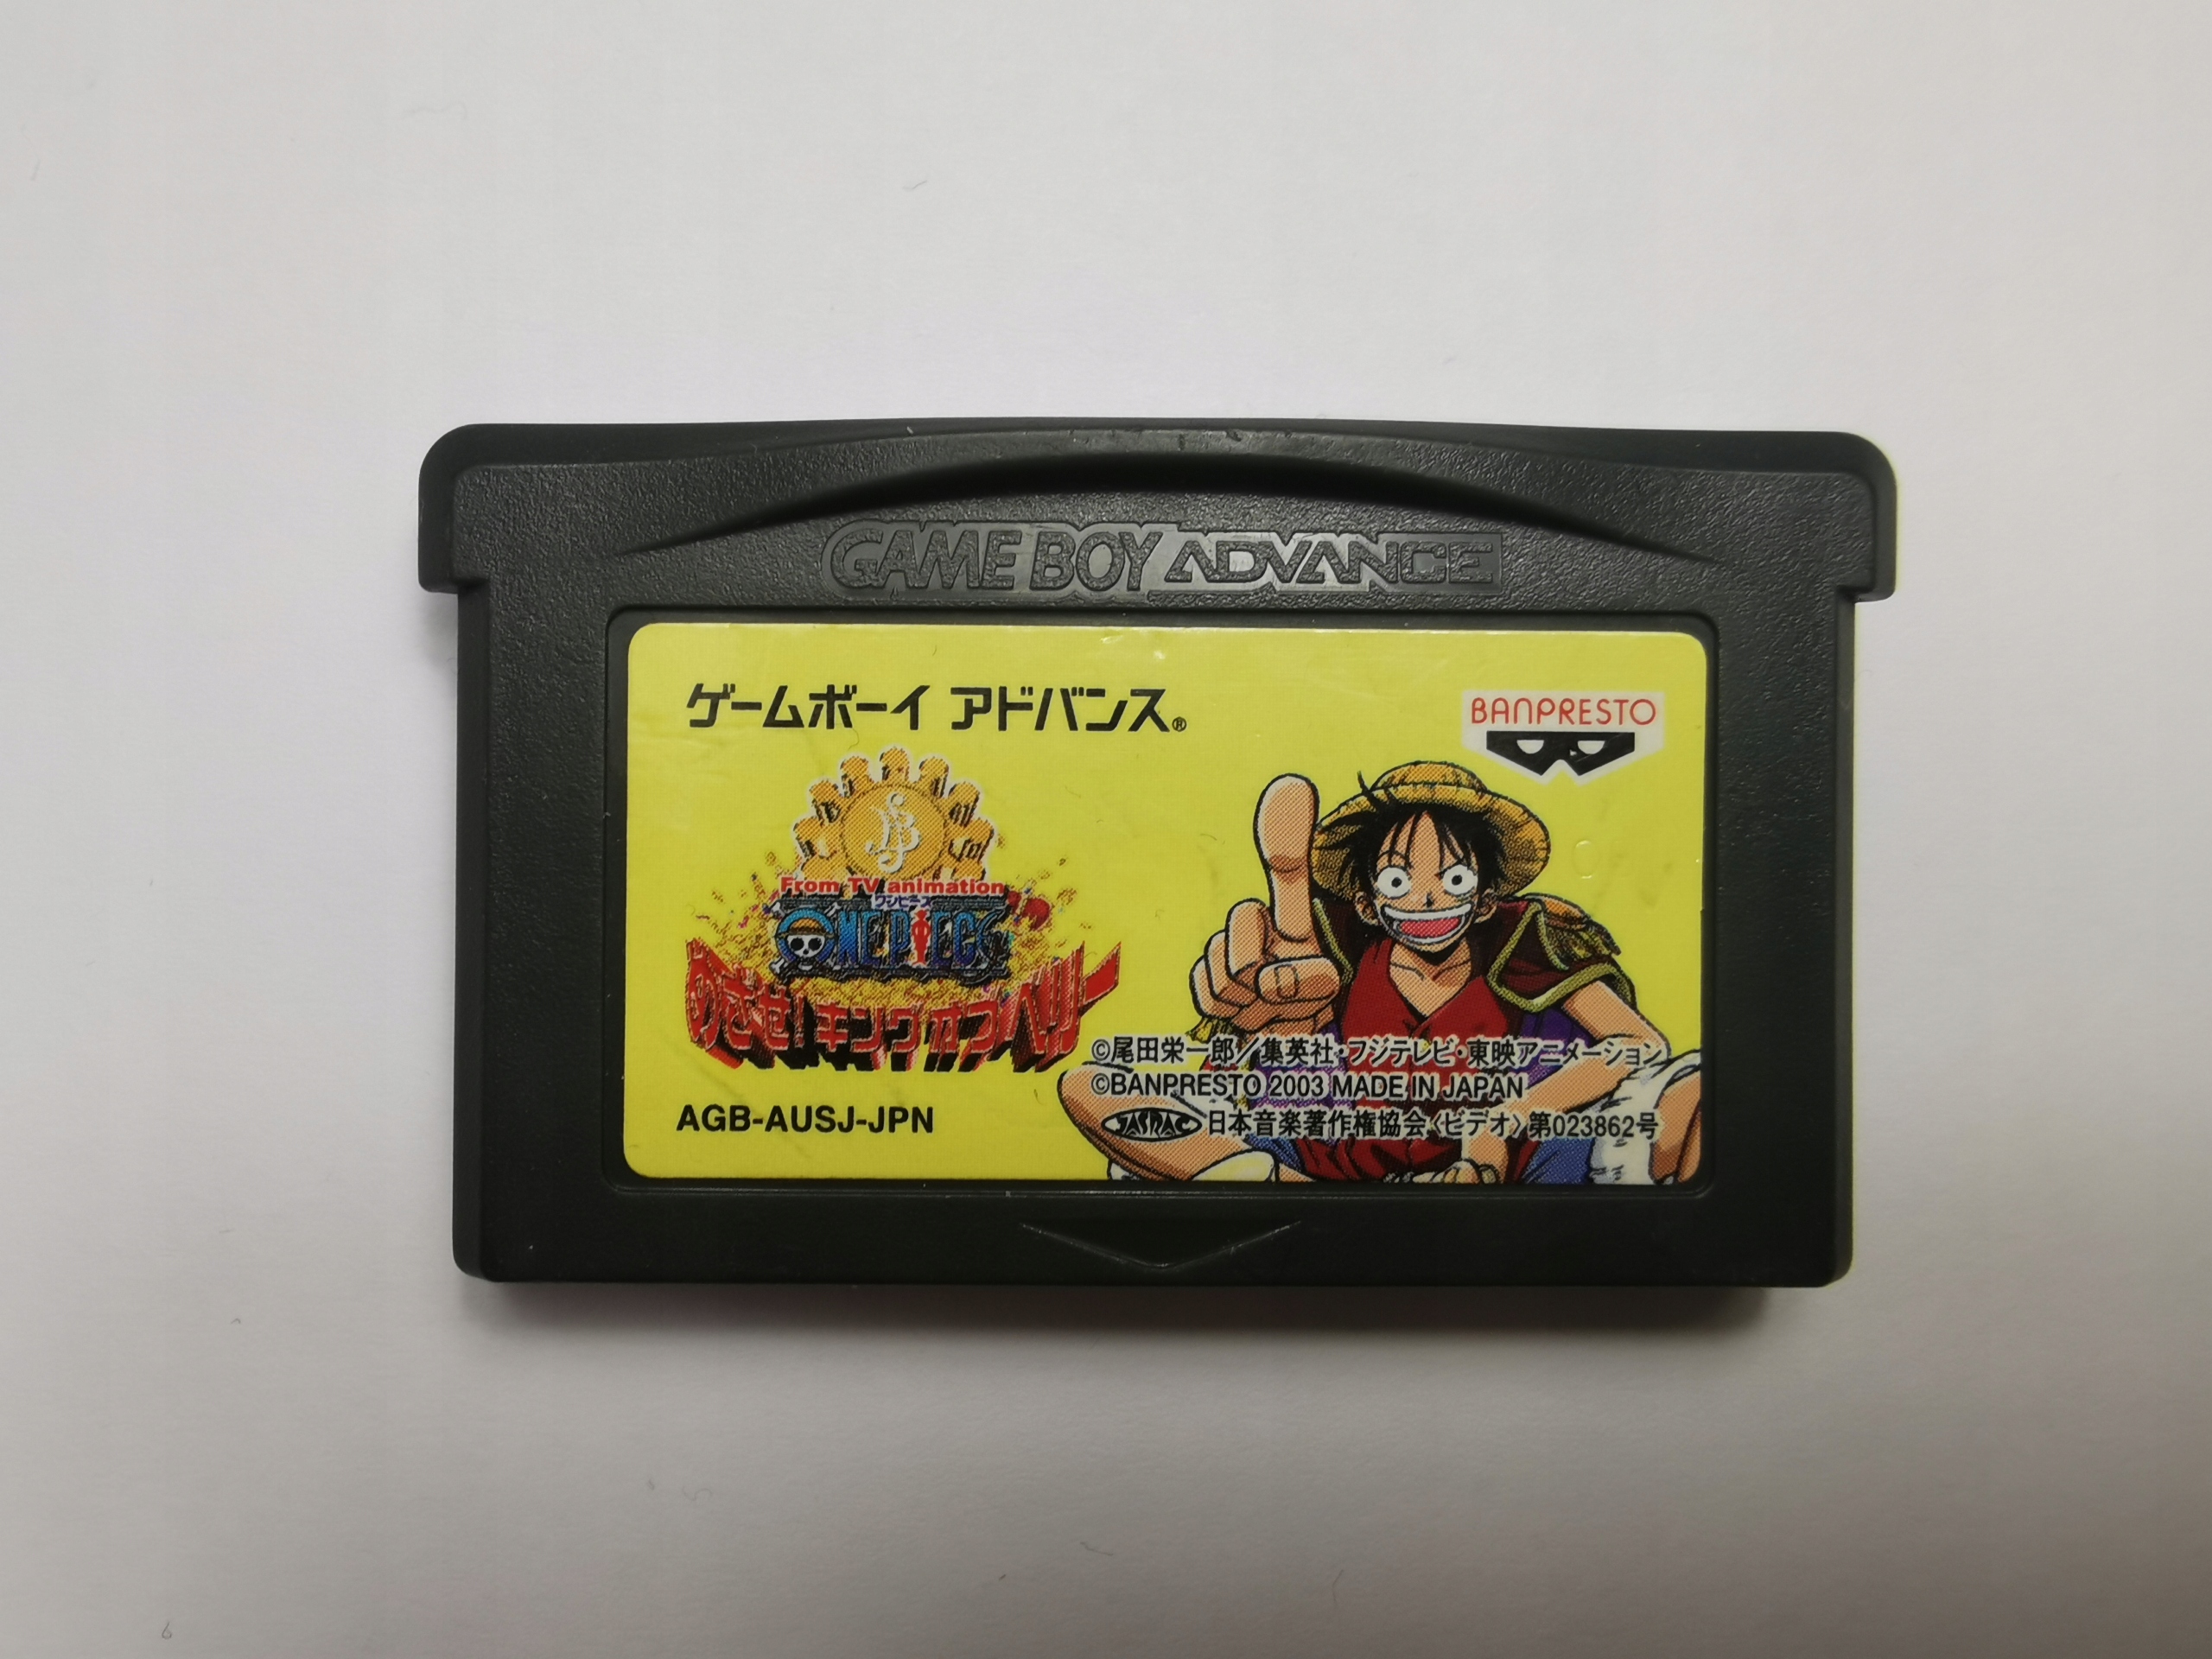 GAME BOY ADVANCE
ゲームボーイ アドバンス®
BANPRESTO
From TV animation
ワンピース
ONE PIECE
めざせ!キング オブ ベリー
©尾田栄一郎/集英社・フジテレビ・東映アニメーション
©BANPRESTO 2003 MADE IN JAPAN
AGB-AUSJ-JPN
JASRAC 日本音楽著作権協会〈ビデオ〉第023862号